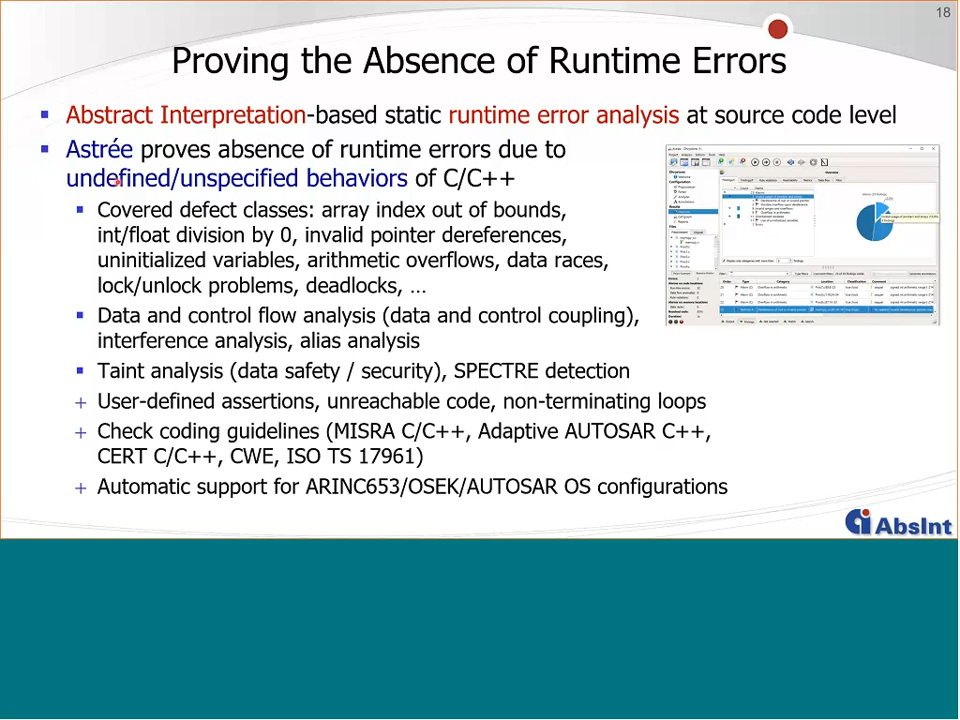 18
Proving the Absence of Runtime Errors
Abstract Interpretation-based static runtime error analysis at source code level
Astrée proves absence of runtime errors due to
undefined/unspecified behaviors of C/C++
Covered defect classes: array index out of bounds,
int/float division by 0, invalid pointer dereferences,
uninitialized variables, arithmetic overflows, data races,
lock/unlock problems, deadlocks, …
Data and control flow analysis (data and control coupling),
interference analysis, alias analysis
Taint analysis (data safety / security), SPECTRE detection
+ User-defined assertions, unreachable code, non-terminating loops
+ Check coding guidelines (MISRA C/C++, Adaptive AUTOSAR C++,
CERT C/C++, CWE, ISO TS 17961)
+ Automatic support for ARINC653/OSEK/AUTOSAR OS configurations
AbsInt